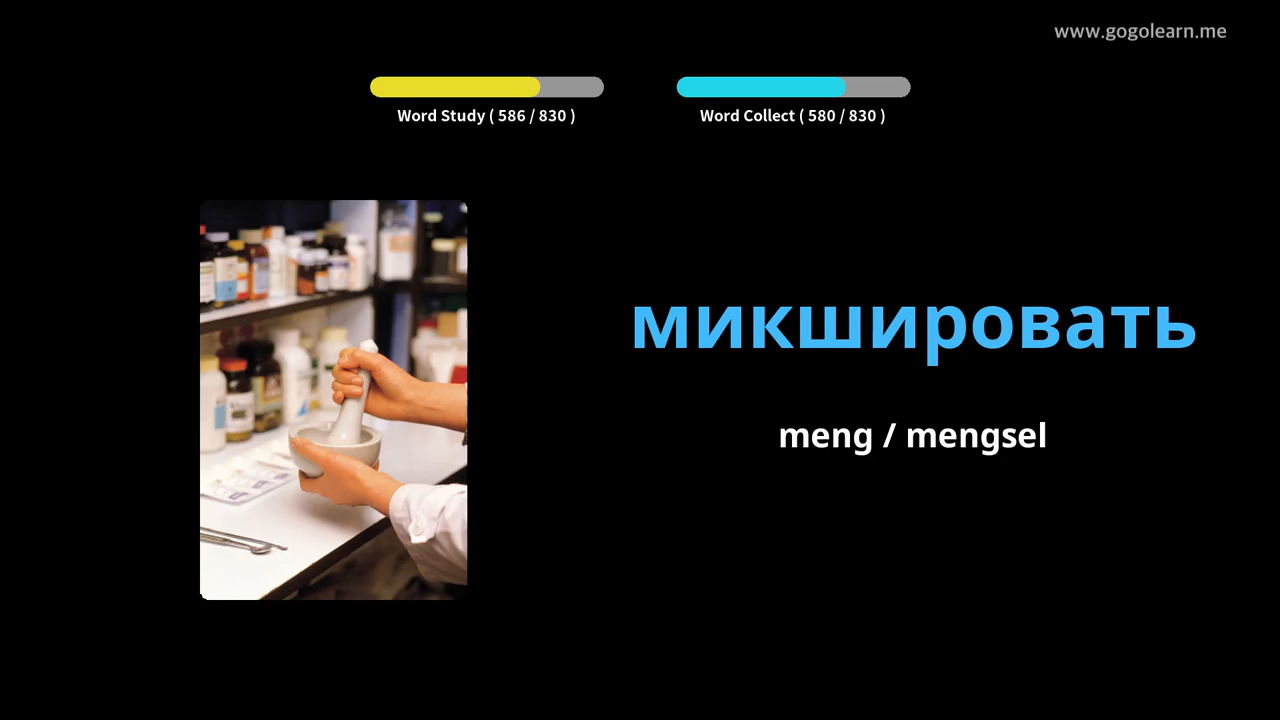 www.gogolearn.me
Word Study ( 586 / 830 )
Word Collect ( 580 / 830 )
микшировать
meng / mengsel